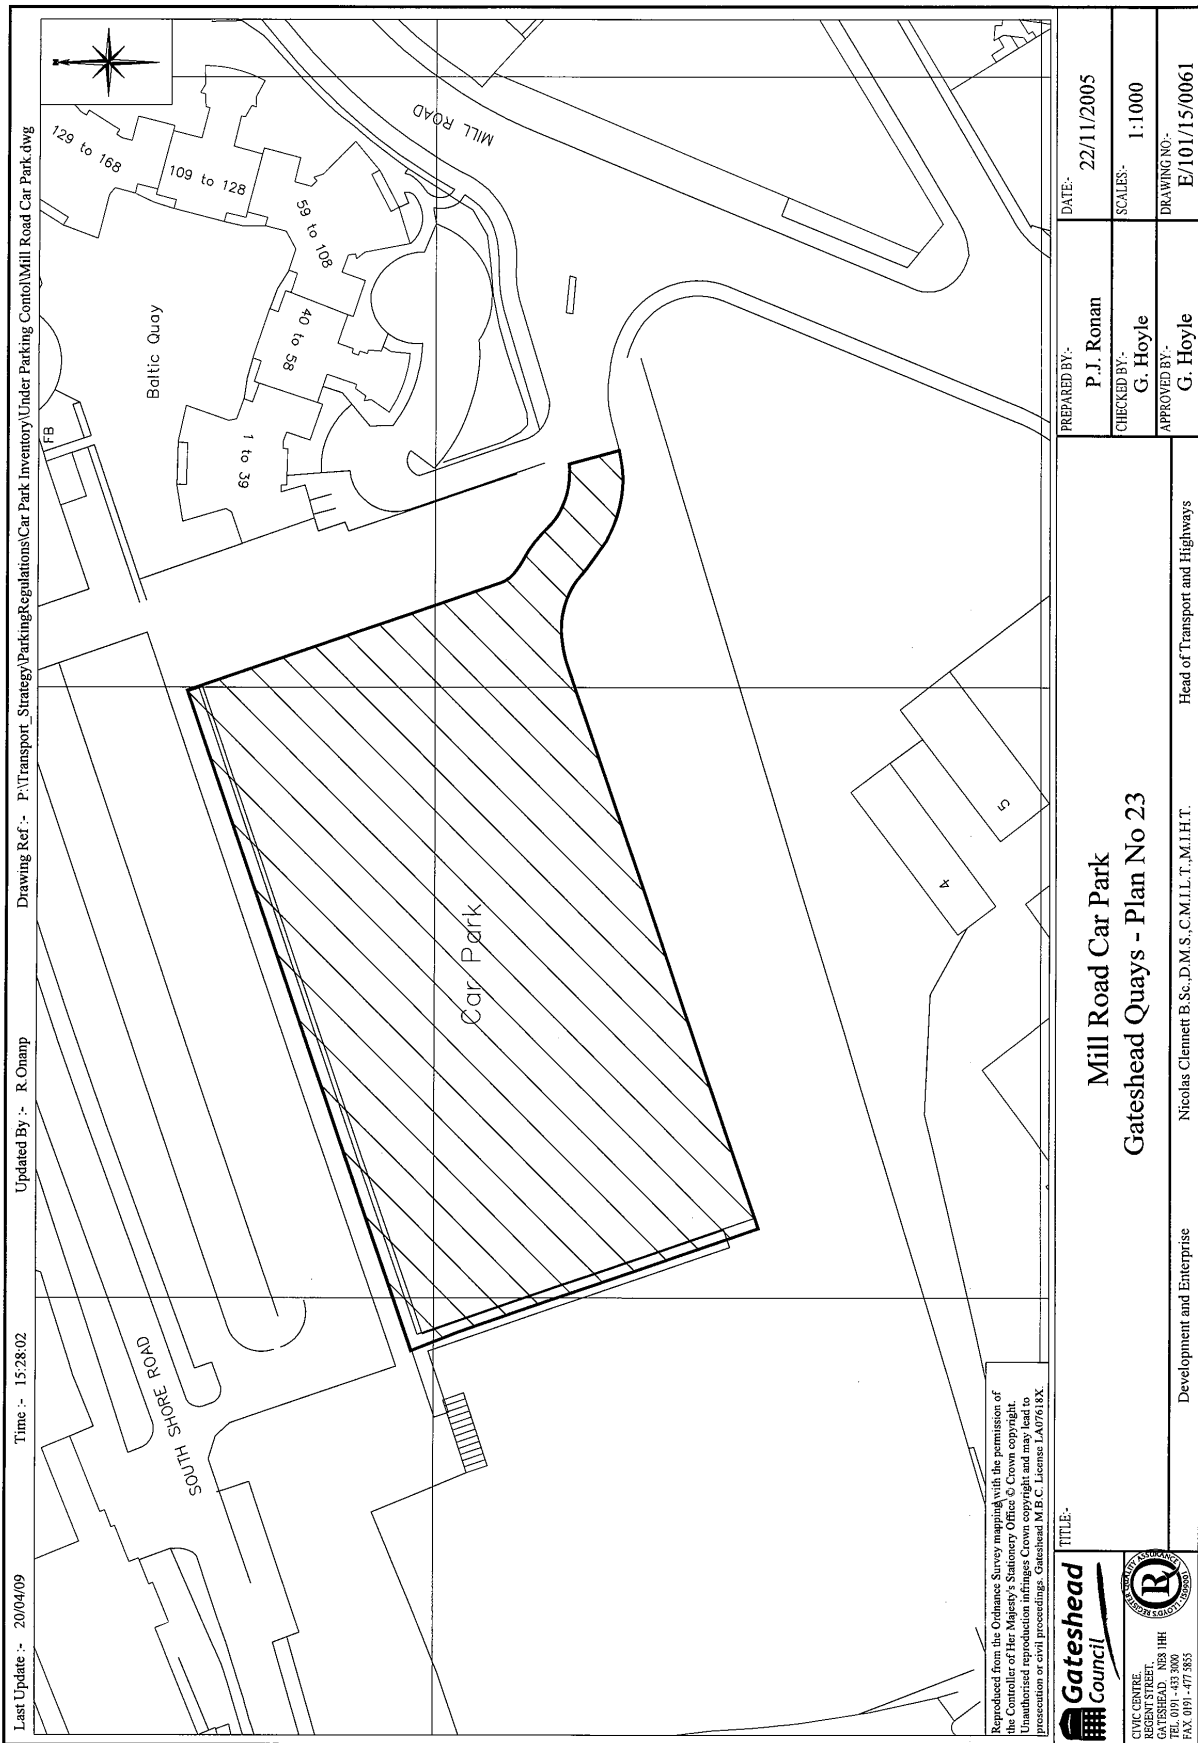 Last Update :- 20/04/09 Time :- 15:28:02 Updated By :- R.Onanp Drawing Ref :- P:\Transport_Strategy\ParkingRegulations\Car Park Inventory\Under Parking Contol\Mill Road Car Park.dwg
N
129 to 168
109 to 128
59 to 108
40 to 58
1 to 39
MILL ROAD
Baltic Quay
FB
SOUTH SHORE ROAD
Car Park
4
5
Reproduced from the Ordnance Survey mapping with the permission of
the Controller of Her Majesty's Stationery Office © Crown copyright.
Unauthorised reproduction infringes Crown copyright and may lead to
prosecution or civil proceedings. Gateshead M.B.C. License LA07618X.
Gateshead
Council
CIVIC CENTRE,
REGENT STREET,
GATESHEAD. NE8 1HH
TEL. 0191 - 433 3000
FAX. 0191 - 477 5855
LLOYD'S REGISTER QUALITY ASSURANCE
R
TITLE:-
Mill Road Car Park
Gateshead Quays - Plan No 23
Development and Enterprise Nicolas Clennett B.Sc.,D.M.S.,C.M.I.L.T.,M.I.H.T. Head of Transport and Highways
PREPARED BY:-
P.J. Ronan
DATE:-
22/11/2005
CHECKED BY:-
G. Hoyle
SCALES:-
1:1000
APPROVED BY:-
G. Hoyle
DRAWING NO:-
E/101/15/0061